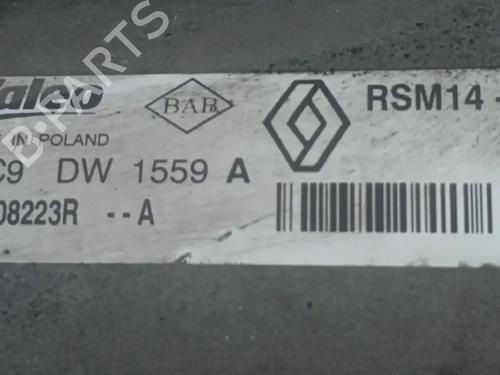 B-PARTS
Valeo
BAB
RSM14 -
IN POLAND
C9 DW 1559 A
08223R --A